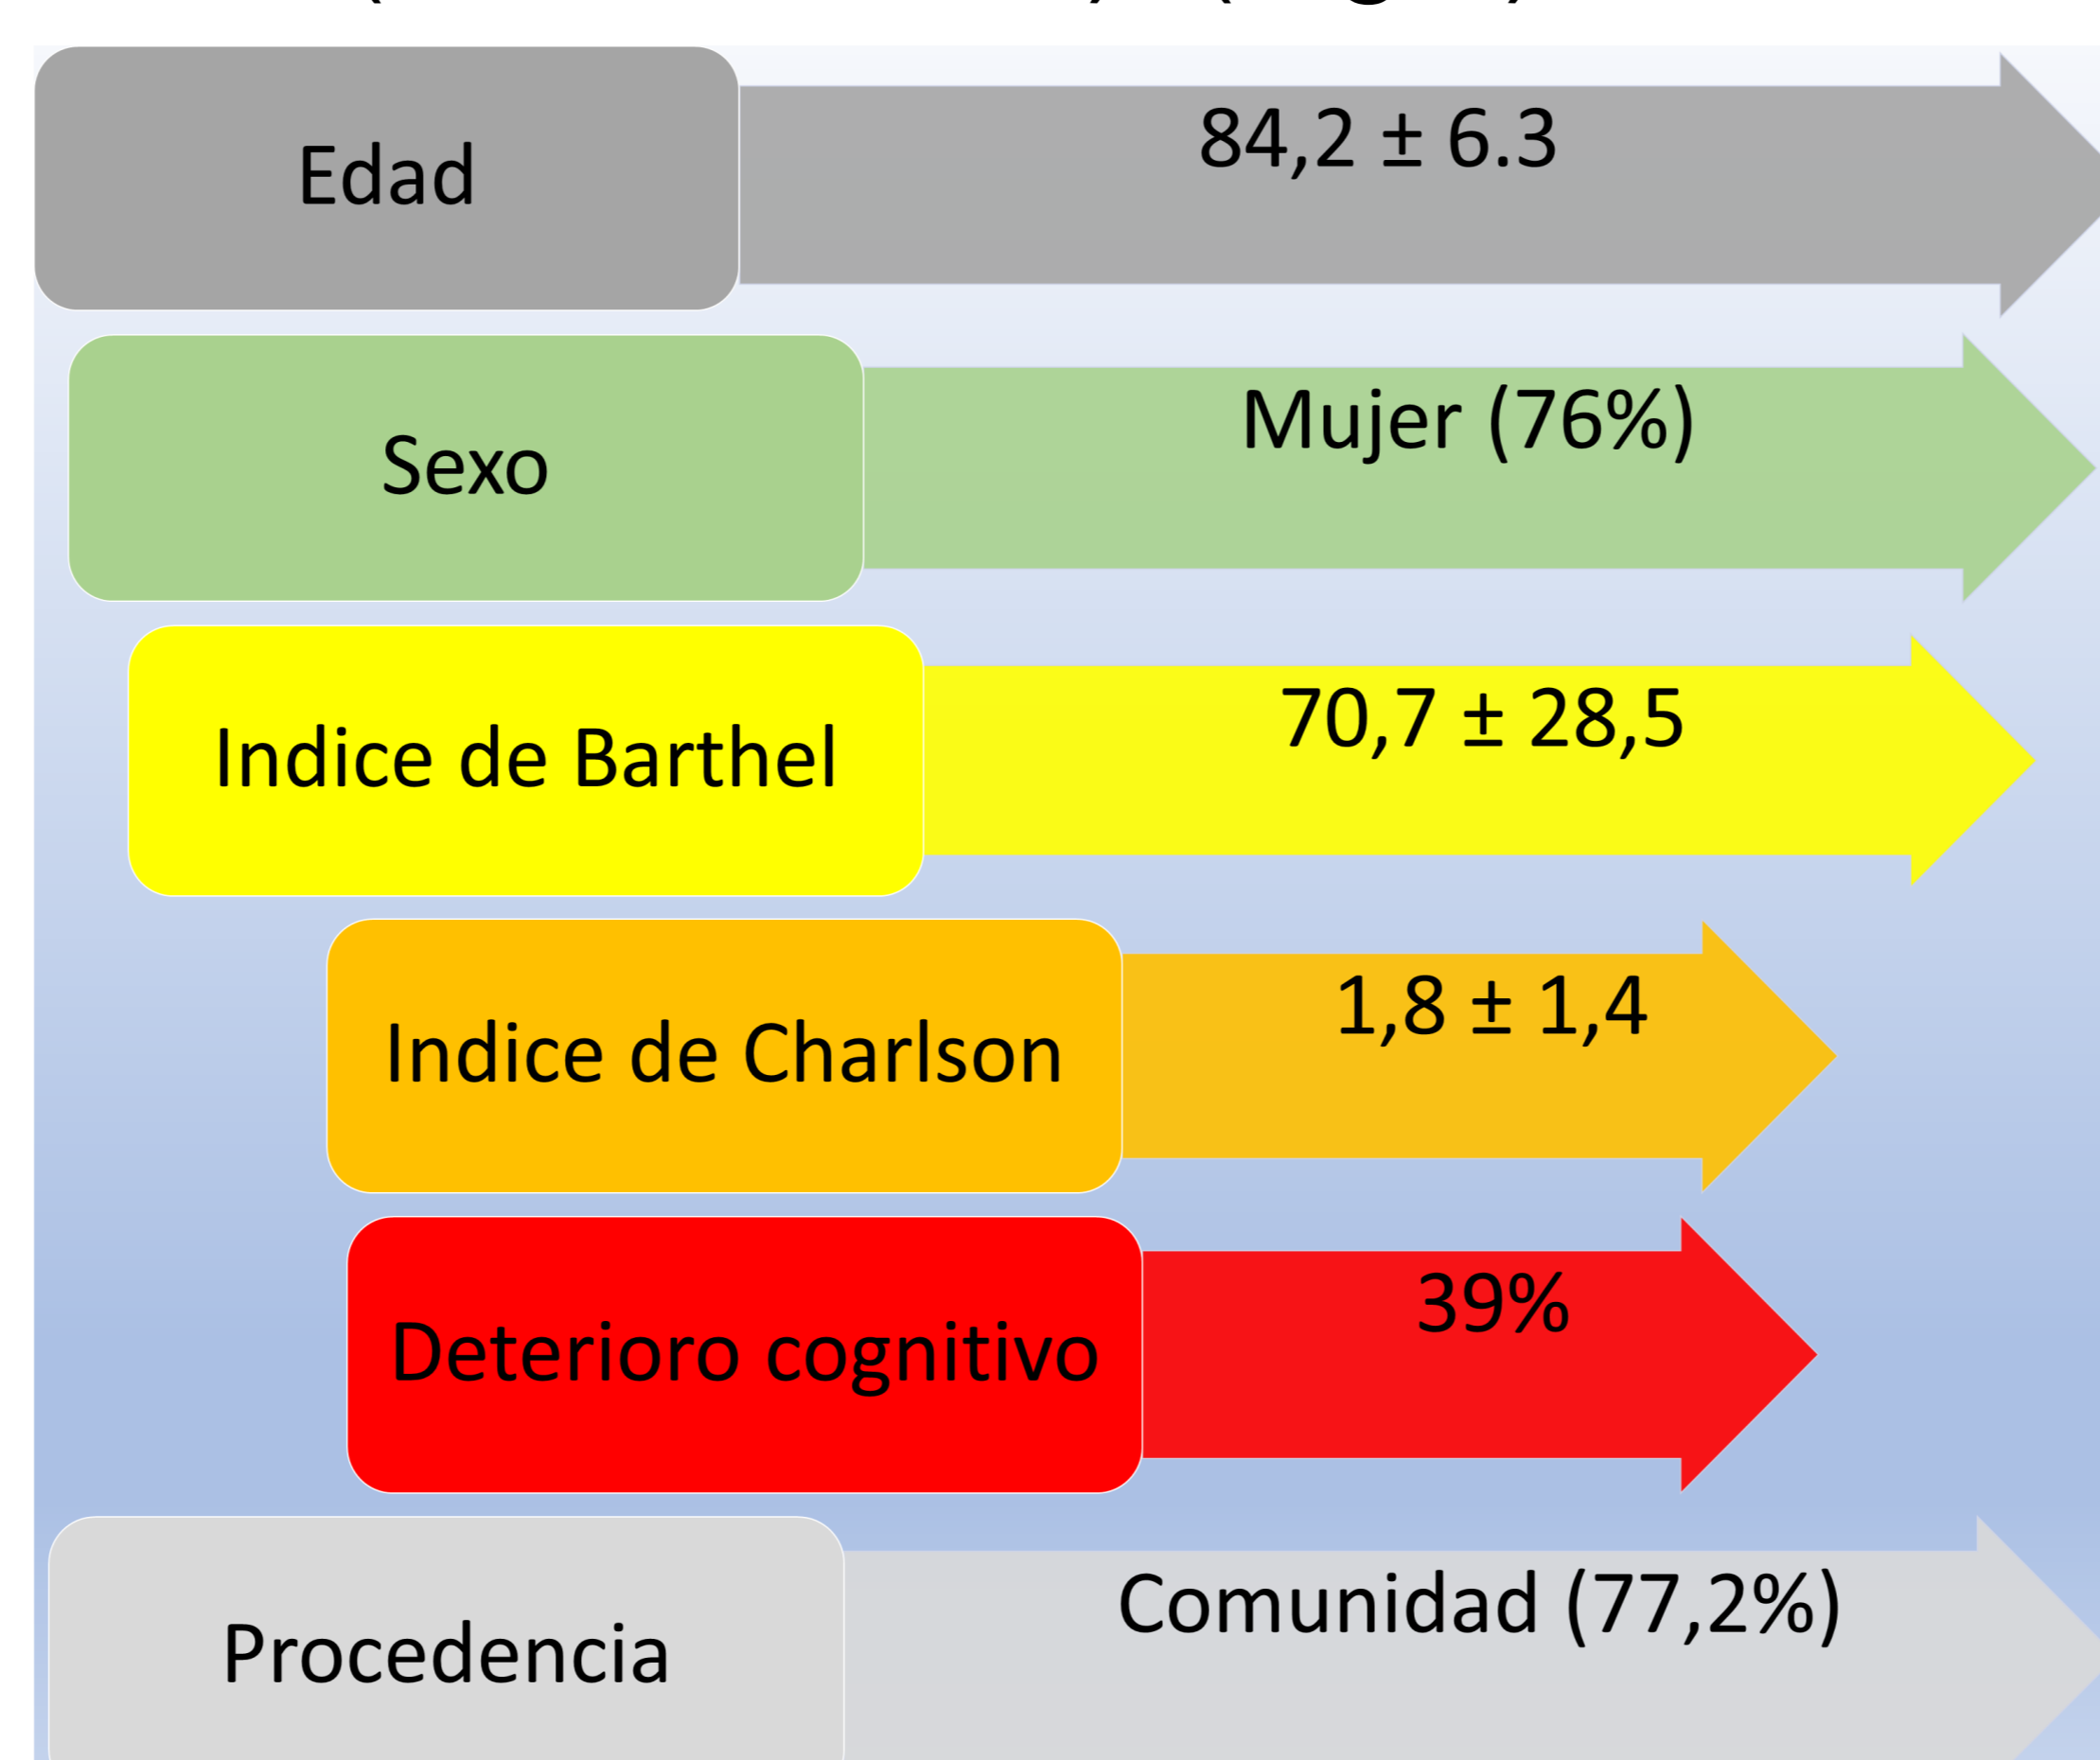 Edad
84,2 ± 6.3
Sexo
Mujer (76%)
Indice de Barthel
70,7 ± 28,5
Indice de Charlson
1,8 ± 1,4
Deterioro cognitivo
39%
Procedencia
Comunidad (77,2%)